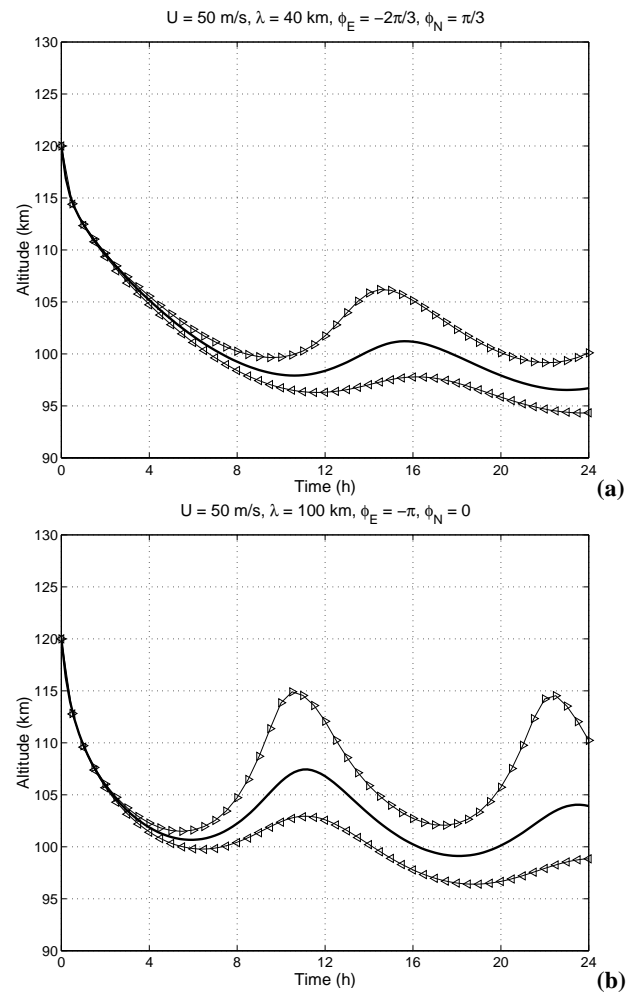 U = 50 m/s, λ = 40 km, ϕ_E = −2π/3, ϕ_N = π/3
130
125
120
115
110
105
100
95
90
Altitude (km)
0 4 8 12 16 20 24
Time (h)
(a)
U = 50 m/s, λ = 100 km, ϕ_E = −π, ϕ_N = 0
130
125
120
115
110
105
100
95
90
Altitude (km)
0 4 8 12 16 20 24
Time (h)
(b)